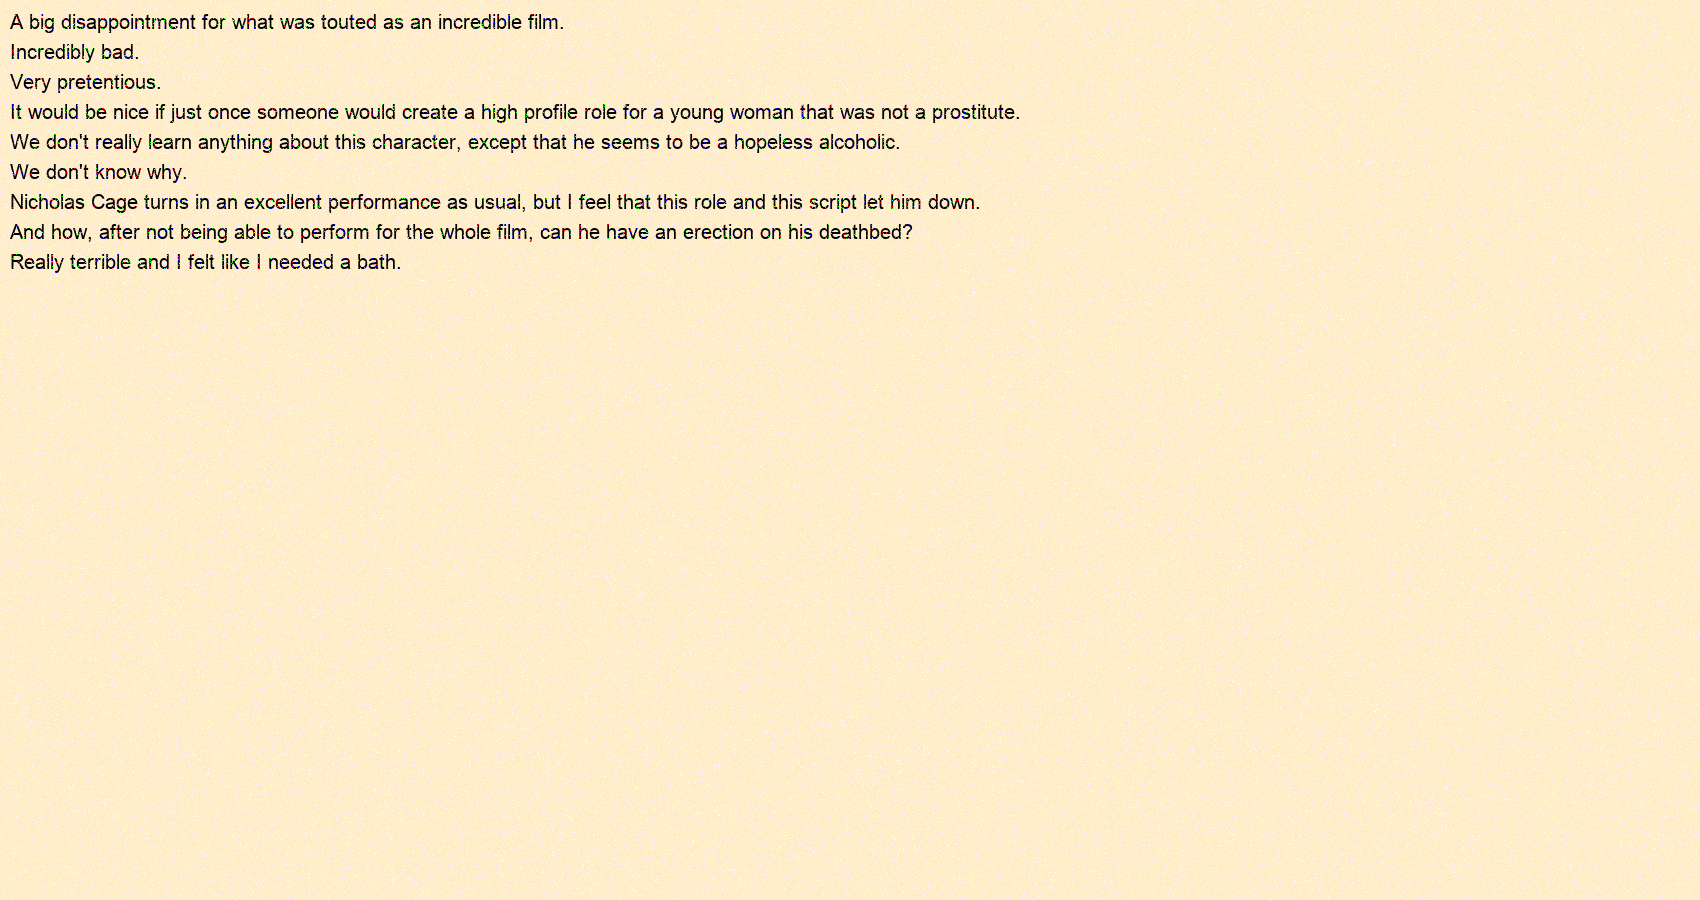 A big disappointment for what was touted as an incredible film.
Incredibly bad.
Very pretentious.
It would be nice if just once someone would create a high profile role for a young woman that was not a prostitute.
We don't really learn anything about this character, except that he seems to be a hopeless alcoholic.
We don't know why.
Nicholas Cage turns in an excellent performance as usual, but I feel that this role and this script let him down.
And how, after not being able to perform for the whole film, can he have an erection on his deathbed?
Really terrible and I felt like I needed a bath.